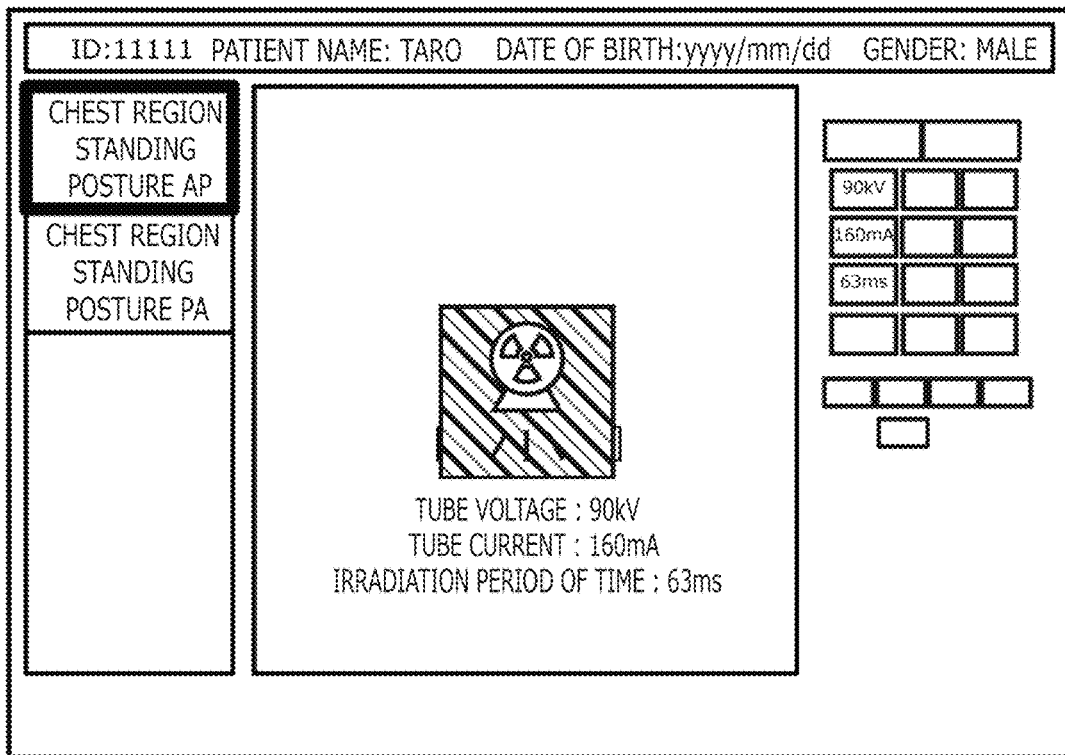 ID:11111 PATIENT NAME: TARO DATE OF BIRTH:yyyy/mm/dd GENDER: MALE
CHEST REGION
STANDING
POSTURE AP
CHEST REGION
STANDING
POSTURE PA
TUBE VOLTAGE : 90kV
TUBE CURRENT : 160mA
IRRADIATION PERIOD OF TIME : 63ms
90kV
160mA
63ms